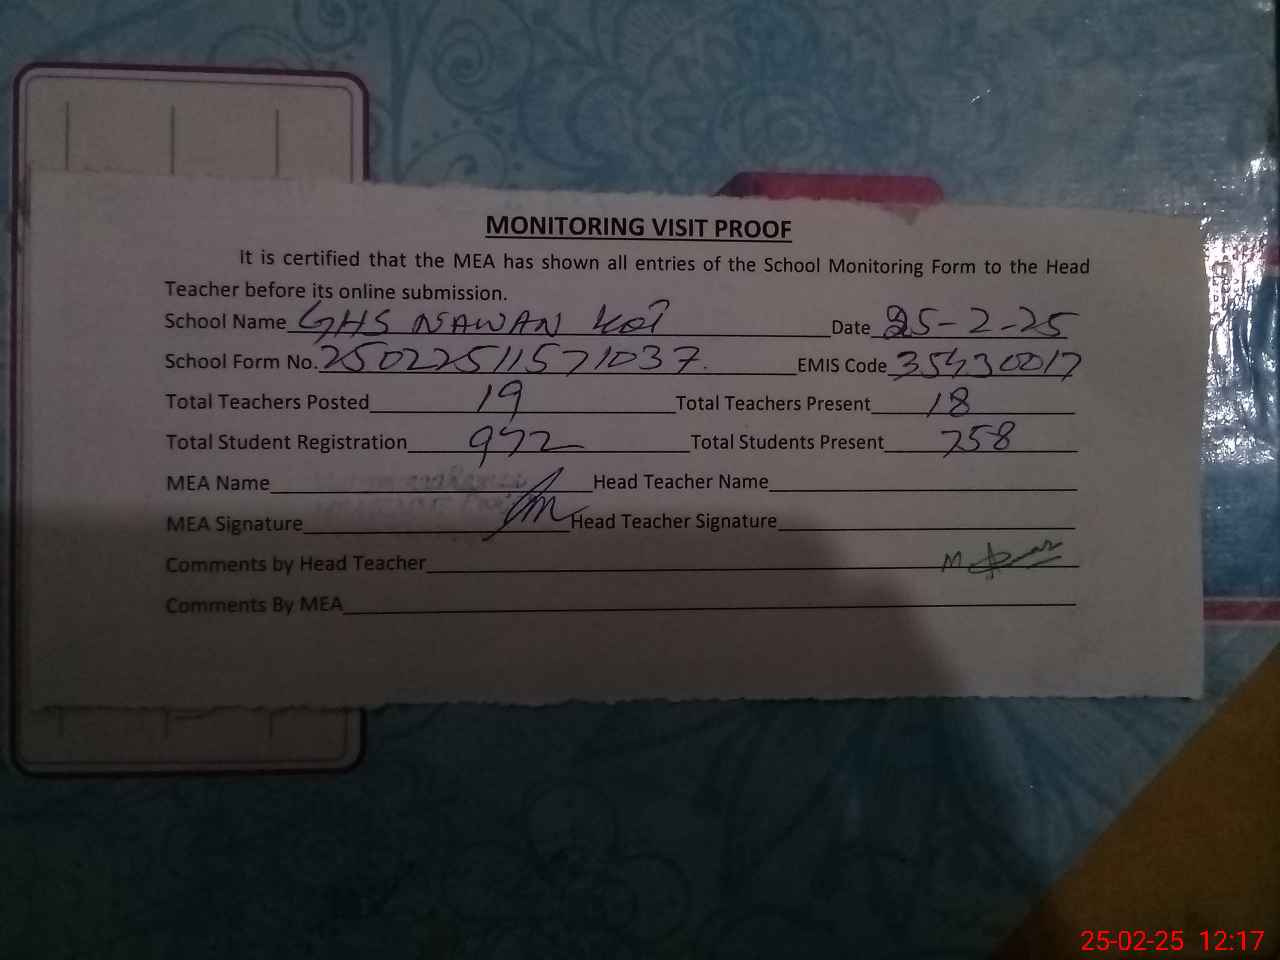 MONITORING VISIT PROOF
It is certified that the MEA has shown all entries of the School Monitoring Form to the Head
Teacher before its online submission.
School Name GHS NAWAN Kot Date 25-2-25
School Form No. 25022511571037. EMIS Code 35430017
Total Teachers Posted 19 Total Teachers Present 18
Total Student Registration 972 Total Students Present 758
MEA Name Head Teacher Name
MEA Signature Head Teacher Signature
Comments by Head Teacher
Comments By MEA
25-02-25 12:17